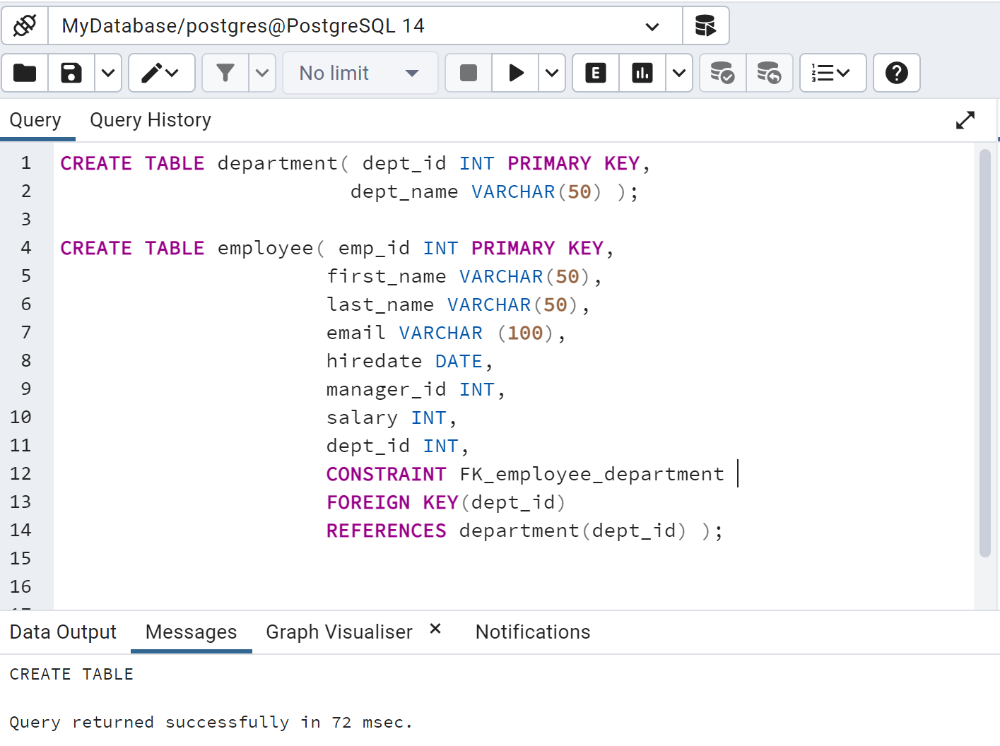 MyDatabase/postgres@PostgreSQL 14
No limit
E
Query Query History
1 CREATE TABLE department( dept_id INT PRIMARY KEY,
2 dept_name VARCHAR(50) );
3
4 CREATE TABLE employee( emp_id INT PRIMARY KEY,
5 first_name VARCHAR(50),
6 last_name VARCHAR(50),
7 email VARCHAR (100),
8 hiredate DATE,
9 manager_id INT,
10 salary INT,
11 dept_id INT,
12 CONSTRAINT FK_employee_department
13 FOREIGN KEY(dept_id)
14 REFERENCES department(dept_id) );
15
16
Data Output Messages Graph Visualiser × Notifications
CREATE TABLE
Query returned successfully in 72 msec.